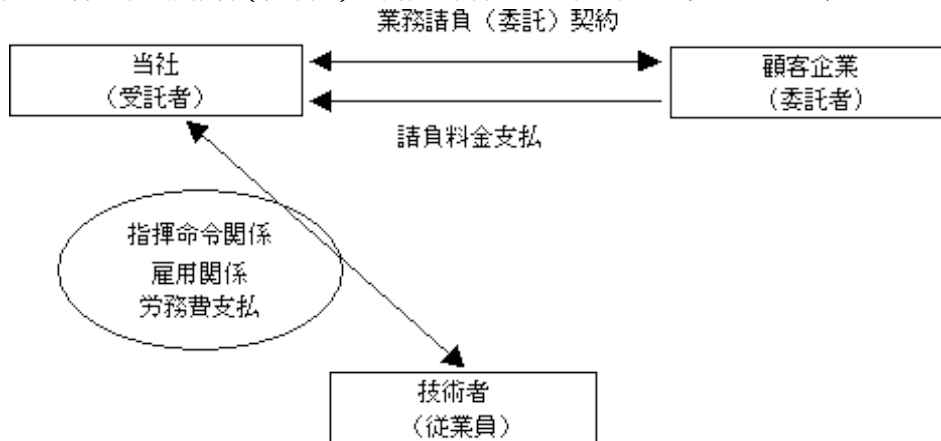 業務請負（委託）契約
当社
（受託者）
顧客企業
（委託者）
請負料金支払
指揮命令関係
雇用関係
労務費支払
技術者
（従業員）